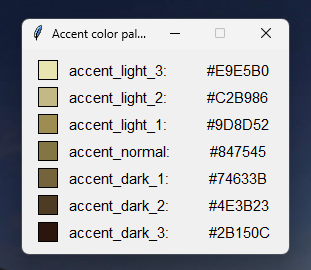 Accent color pal...
accent_light_3: #E9E5B0
accent_light_2: #C2B986
accent_light_1: #9D8D52
accent_normal: #847545
accent_dark_1: #74633B
accent_dark_2: #4E3B23
accent_dark_3: #2B150C